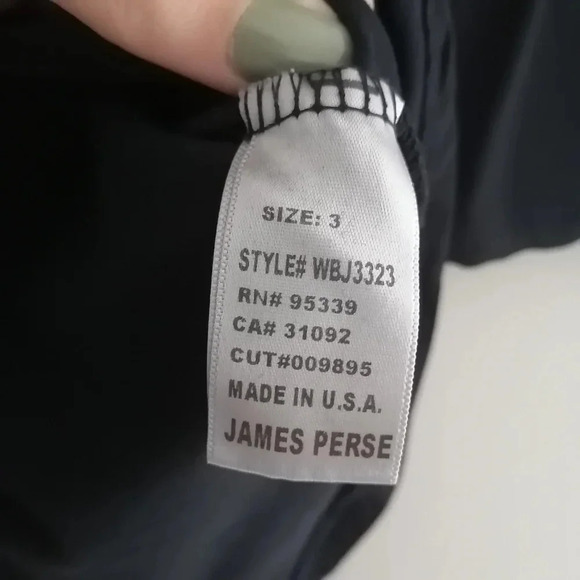 SIZE: 3
STYLE# WBJ3323
RN# 95339
CA# 31092
CUT#009895
MADE IN U.S.A.
JAMES PERSE